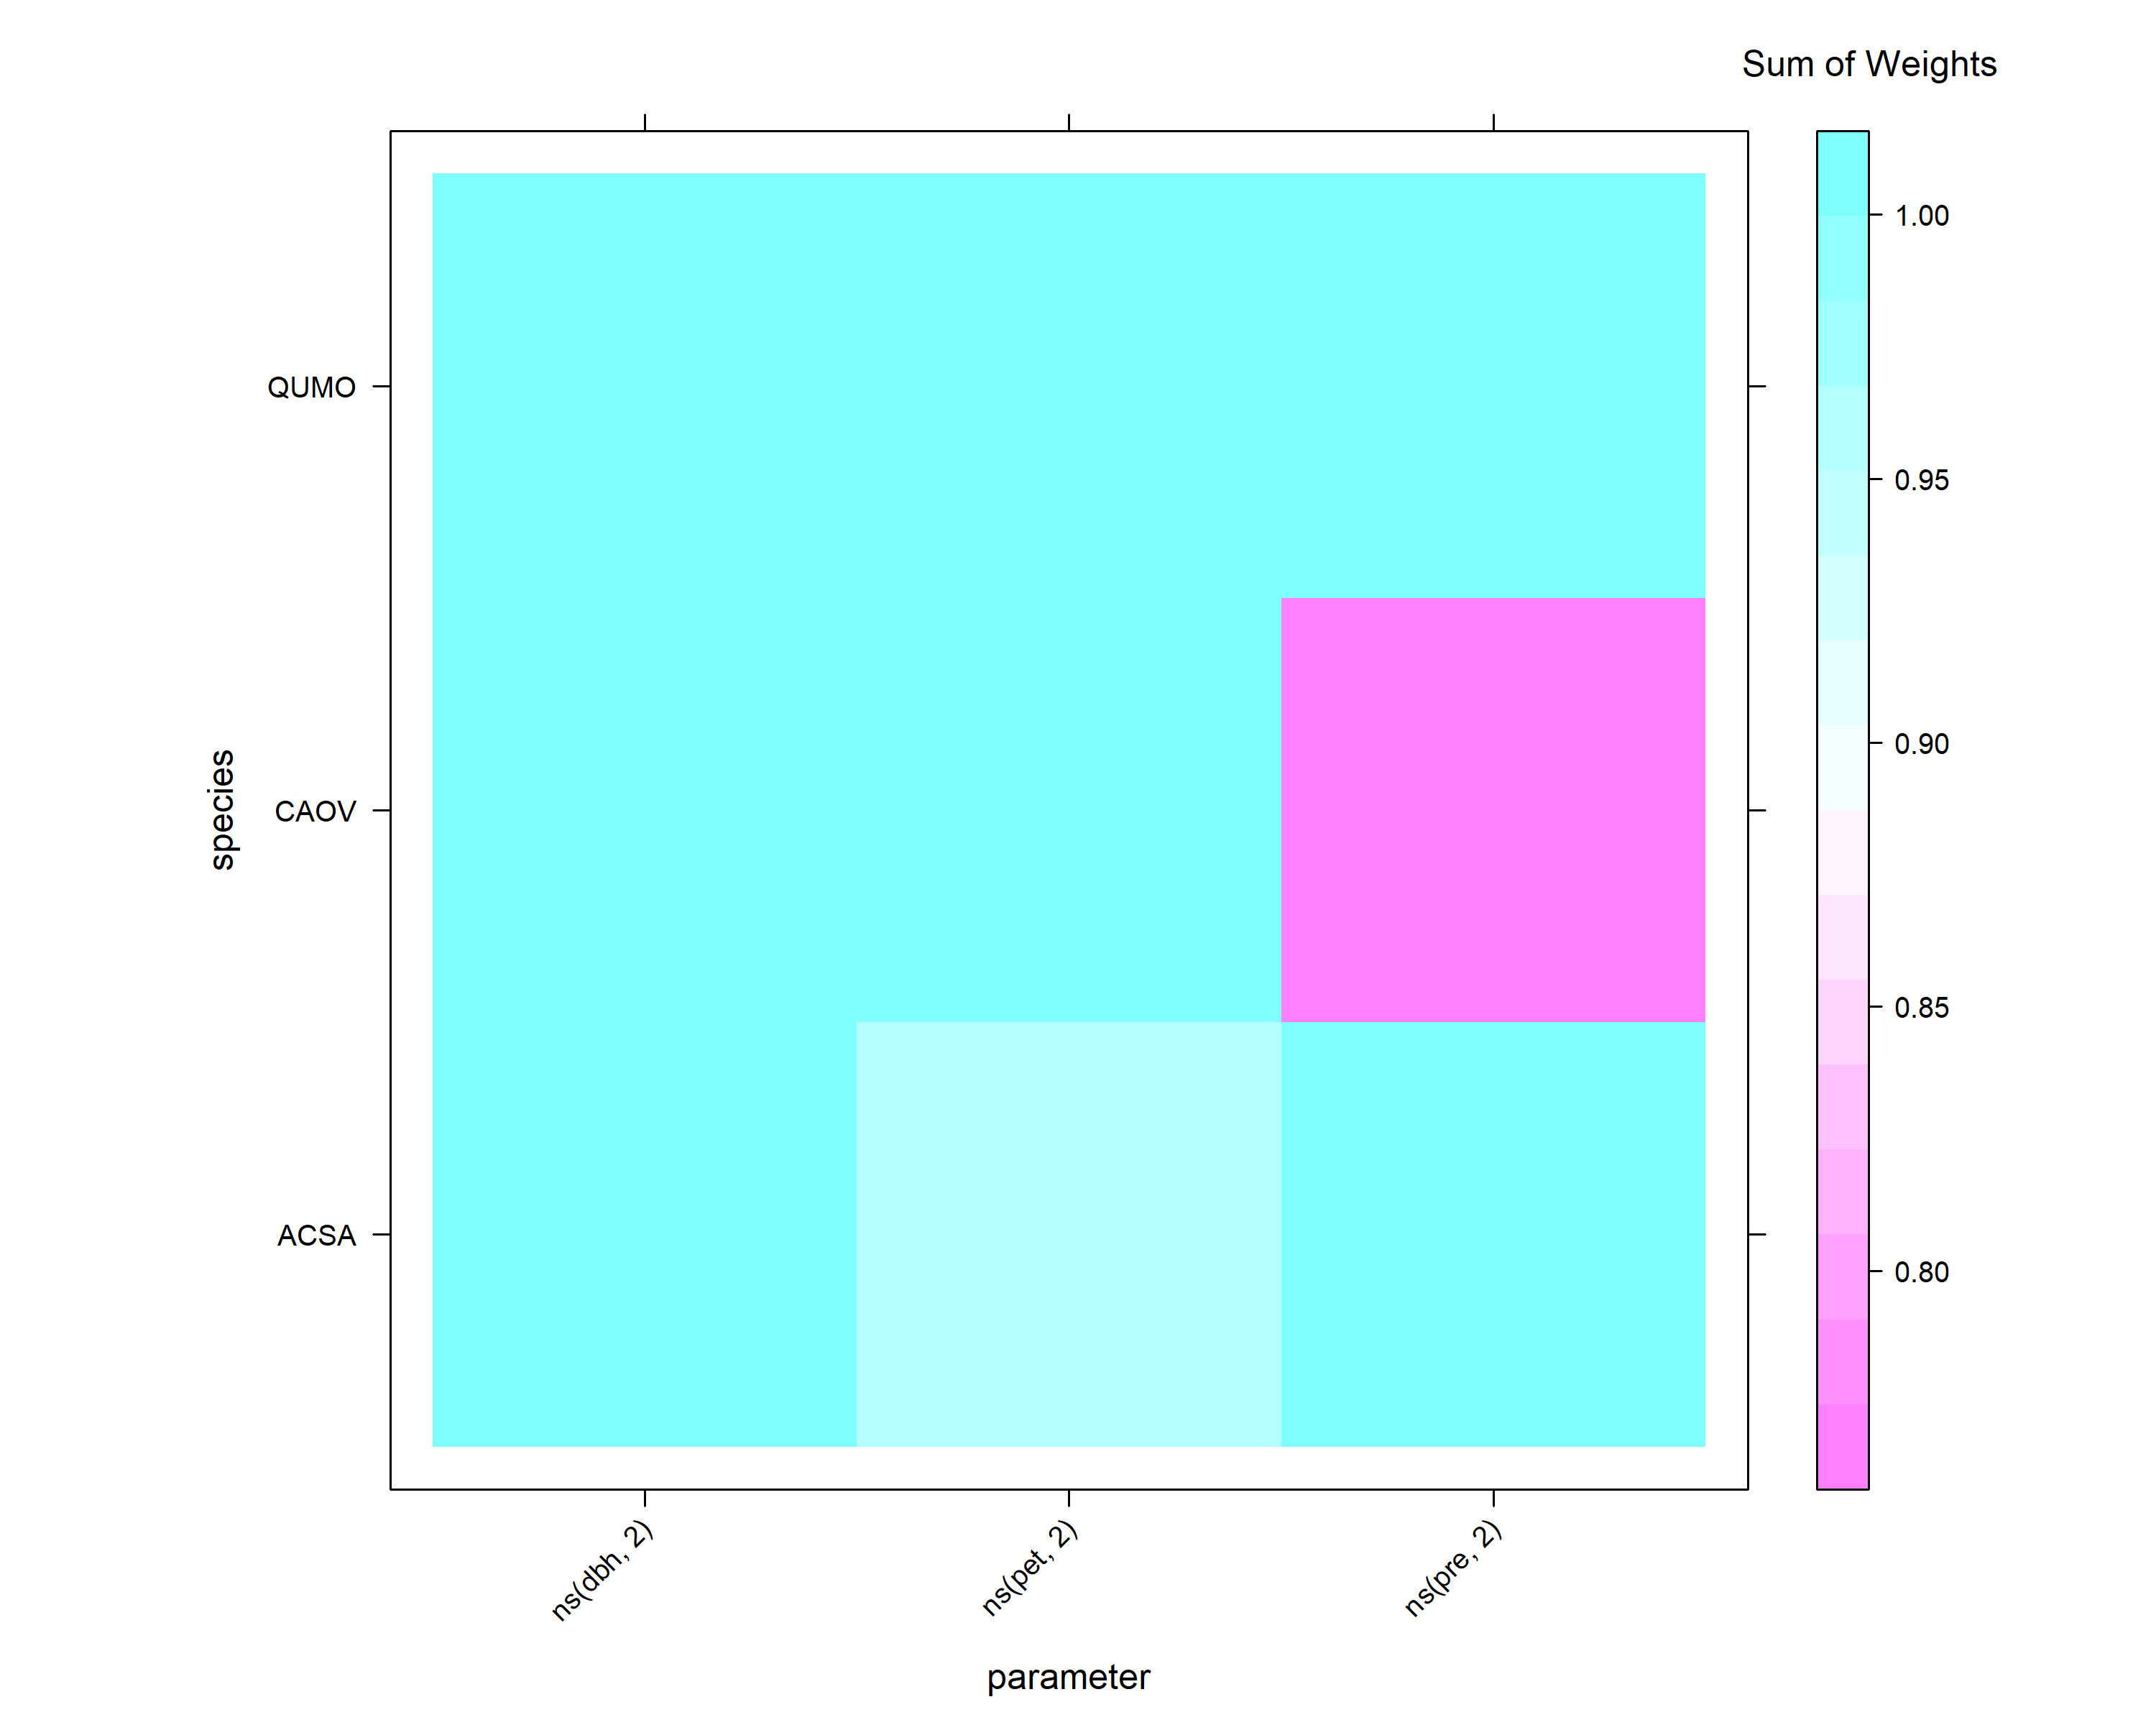 Sum of Weights
1.00
0.95
0.90
0.85
0.80
species
QUMO
CAOV
ACSA
ns(dbh, 2)
ns(pet, 2)
ns(pre, 2)
parameter